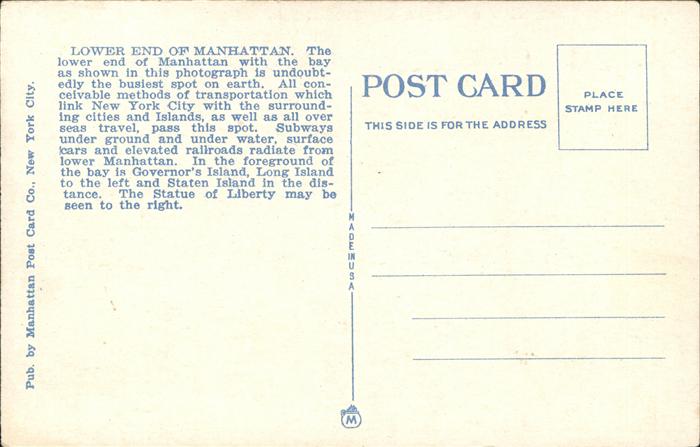 LOWER END OF MANHATTAN. The
lower end of Manhattan with the bay
as shown in this photograph is undoubt-
edly the busiest spot on earth. All con-
ceivable methods of transportation which
link New York City with the surround-
ing cities and Islands, as well as all over
seas travel, pass this spot. Subways
under ground and under water, surface
cars and elevated railroads radiate from
lower Manhattan. In the foreground of
the bay is Governor's Island, Long Island
to the left and Staten Island in the dis-
tance. The Statue of Liberty may be
seen to the right.
Pub. by Manhattan Post Card Co., New York City.
MADE IN USA
M
POST CARD
THIS SIDE IS FOR THE ADDRESS
PLACE
STAMP HERE